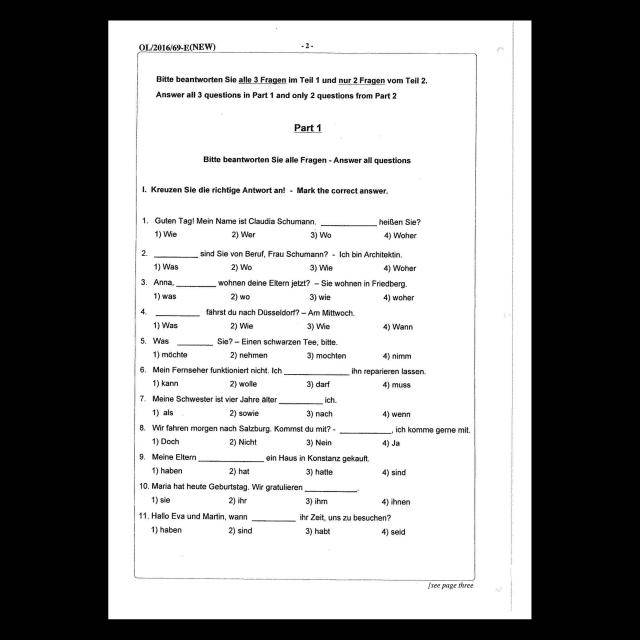 OL/2016/69-E(NEW) - 2 -
Bitte beantworten Sie alle 3 Fragen im Teil 1 und nur 2 Fragen vom Teil 2.
Answer all 3 questions in Part 1 and only 2 questions from Part 2
Part 1
Bitte beantworten Sie alle Fragen - Answer all questions
I. Kreuzen Sie die richtige Antwort an! - Mark the correct answer.
1. Guten Tag! Mein Name ist Claudia Schumann. ____________ heißen Sie?
1) Wie 2) Wer 3) Wo 4) Woher
2. _________ sind Sie von Beruf, Frau Schumann? - Ich bin Architektin.
1) Was 2) Wo 3) Wie 4) Woher
3. Anna, ________ wohnen deine Eltern jetzt? – Sie wohnen in Friedberg.
1) was 2) wo 3) wie 4) woher
4. _________ fährst du nach Düsseldorf? – Am Mittwoch.
1) Was 2) Wie 3) Wie 4) Wann
5. Was _______ Sie? – Einen schwarzen Tee, bitte.
1) möchte 2) nehmen 3) mochten 4) nimm
6. Mein Fernseher funktioniert nicht. Ich _____________ ihn reparieren lassen.
1) kann 2) wolle 3) darf 4) muss
7. Meine Schwester ist vier Jahre älter _________ ich.
1) als 2) sowie 3) nach 4) wenn
8. Wir fahren morgen nach Salzburg. Kommst du mit? - __________, ich komme gerne mit.
1) Doch 2) Nicht 3) Nein 4) Ja
9. Meine Eltern _____________ ein Haus in Konstanz gekauft.
1) haben 2) hat 3) hatte 4) sind
10. Maria hat heute Geburtstag. Wir gratulieren ___________.
1) sie 2) ihr 3) ihm 4) ihnen
11. Hallo Eva und Martin, wann _________ ihr Zeit, uns zu besuchen?
1) haben 2) sind 3) habt 4) seid
[see page three